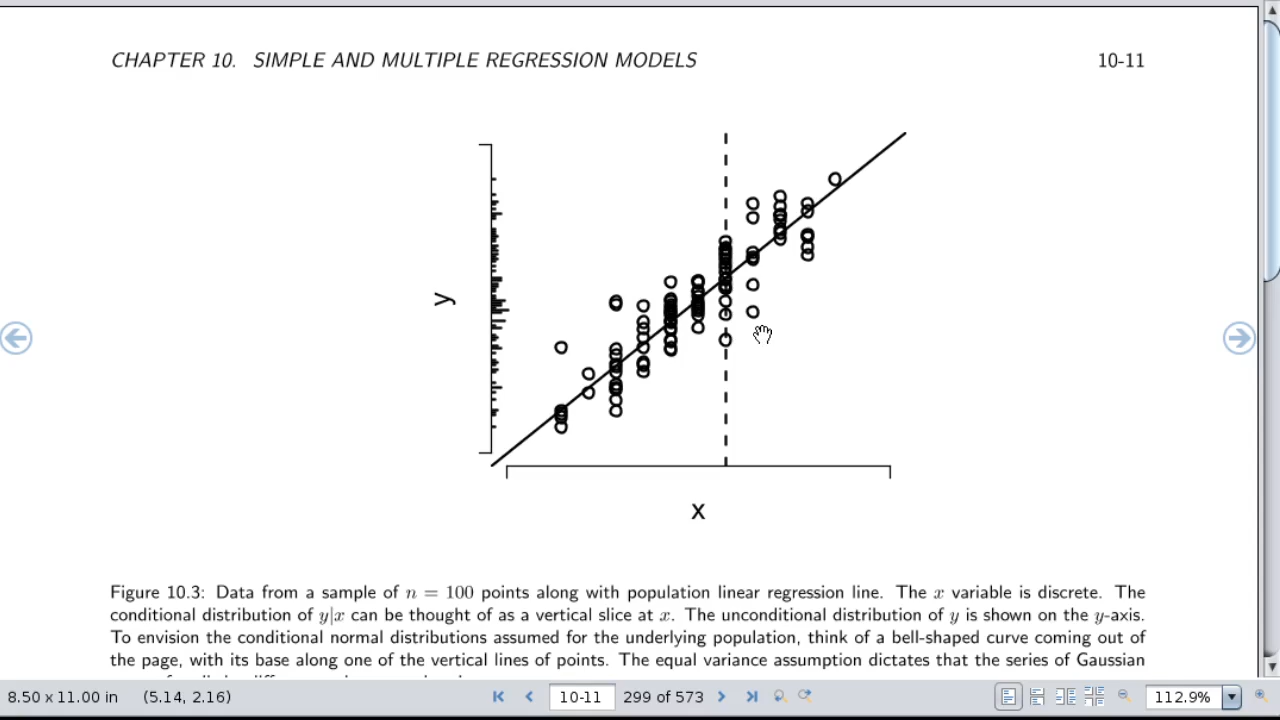 CHAPTER 10. SIMPLE AND MULTIPLE REGRESSION MODELS 10-11
y
x
Figure 10.3: Data from a sample of n = 100 points along with population linear regression line. The x variable is discrete. The
conditional distribution of y|x can be thought of as a vertical slice at x. The unconditional distribution of y is shown on the y-axis.
To envision the conditional normal distributions assumed for the underlying population, think of a bell-shaped curve coming out of
the page, with its base along one of the vertical lines of points. The equal variance assumption dictates that the series of Gaussian
8.50 x 11.00 in (5.14, 2.16) 10-11 299 of 573 112.9%